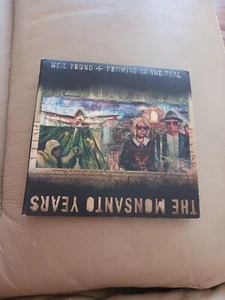 NEIL YOUNG + PROMISE OF THE REAL
THE MONSANTO YEARS